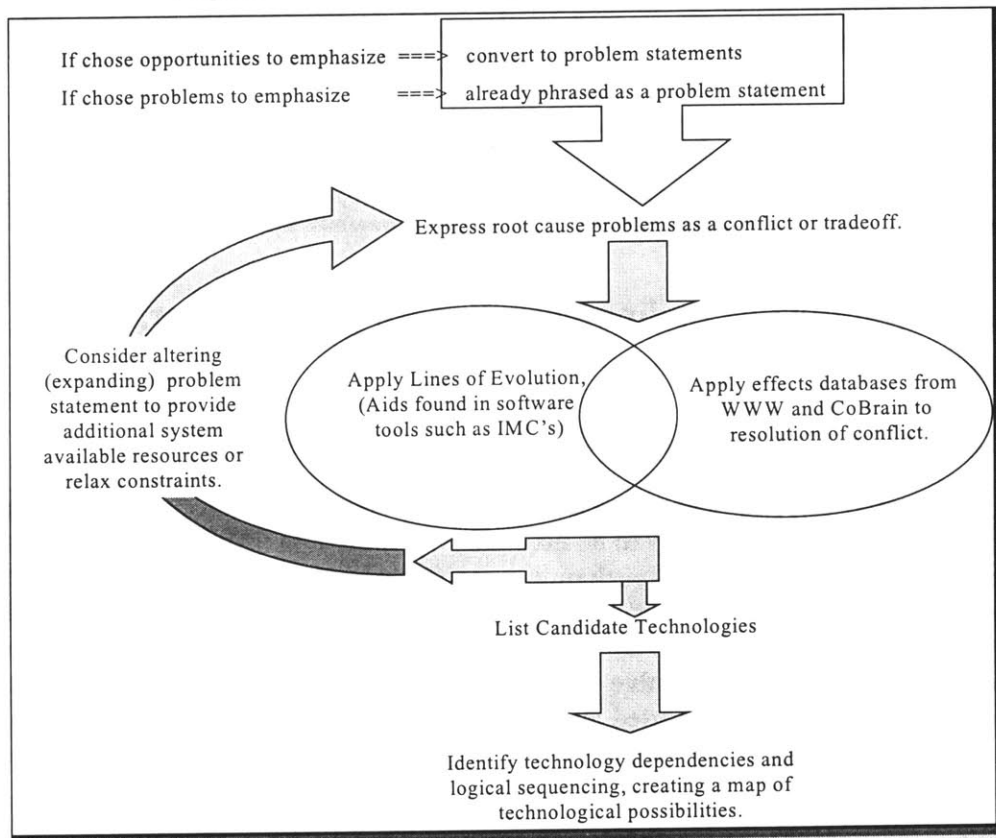 If chose opportunities to emphasize ===> convert to problem statements
If chose problems to emphasize ===> already phrased as a problem statement
Express root cause problems as a conflict or tradeoff.
Consider altering
(expanding) problem
statement to provide
additional system
available resources or
relax constraints.
Apply Lines of Evolution,
(Aids found in software
tools such as IMC's)
Apply effects databases from
WWW and CoBrain to
resolution of conflict.
List Candidate Technologies
Identify technology dependencies and
logical sequencing, creating a map of
technological possibilities.